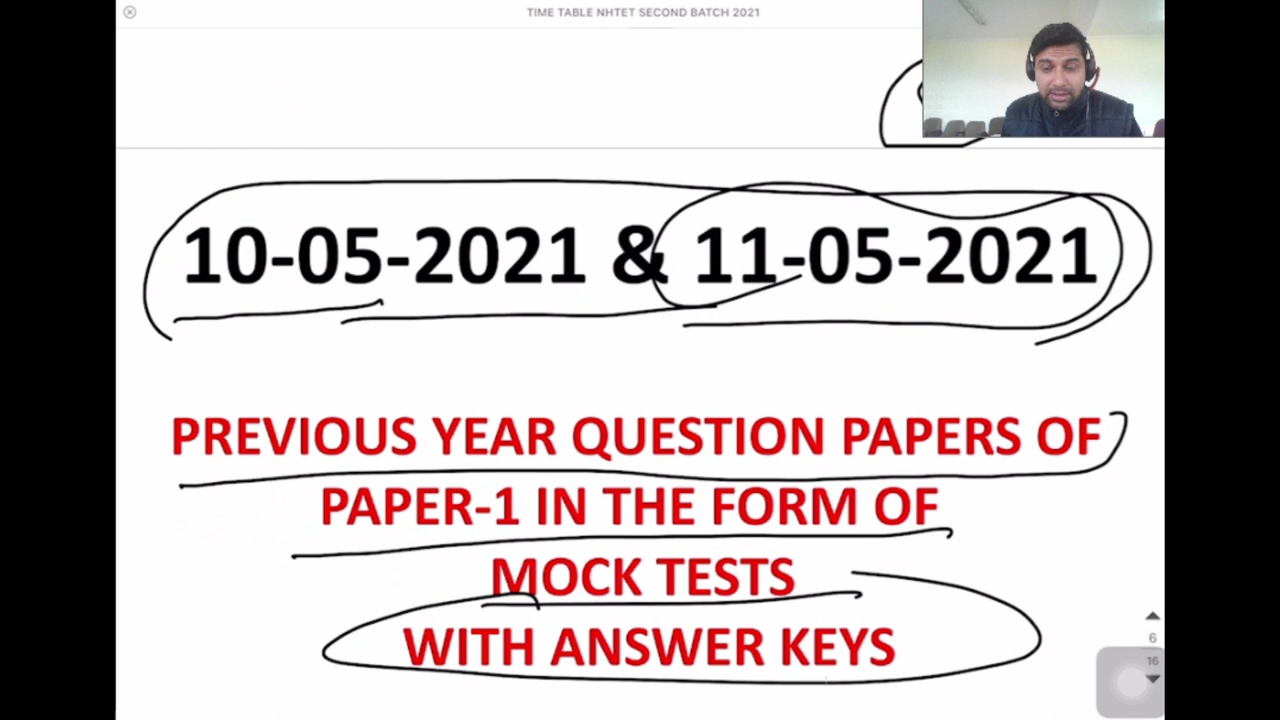 TIME TABLE NHTET SECOND BATCH 2021
10-05-2021 & 11-05-2021
PREVIOUS YEAR QUESTION PAPERS OF
PAPER-1 IN THE FORM OF
MOCK TESTS
WITH ANSWER KEYS
6
16